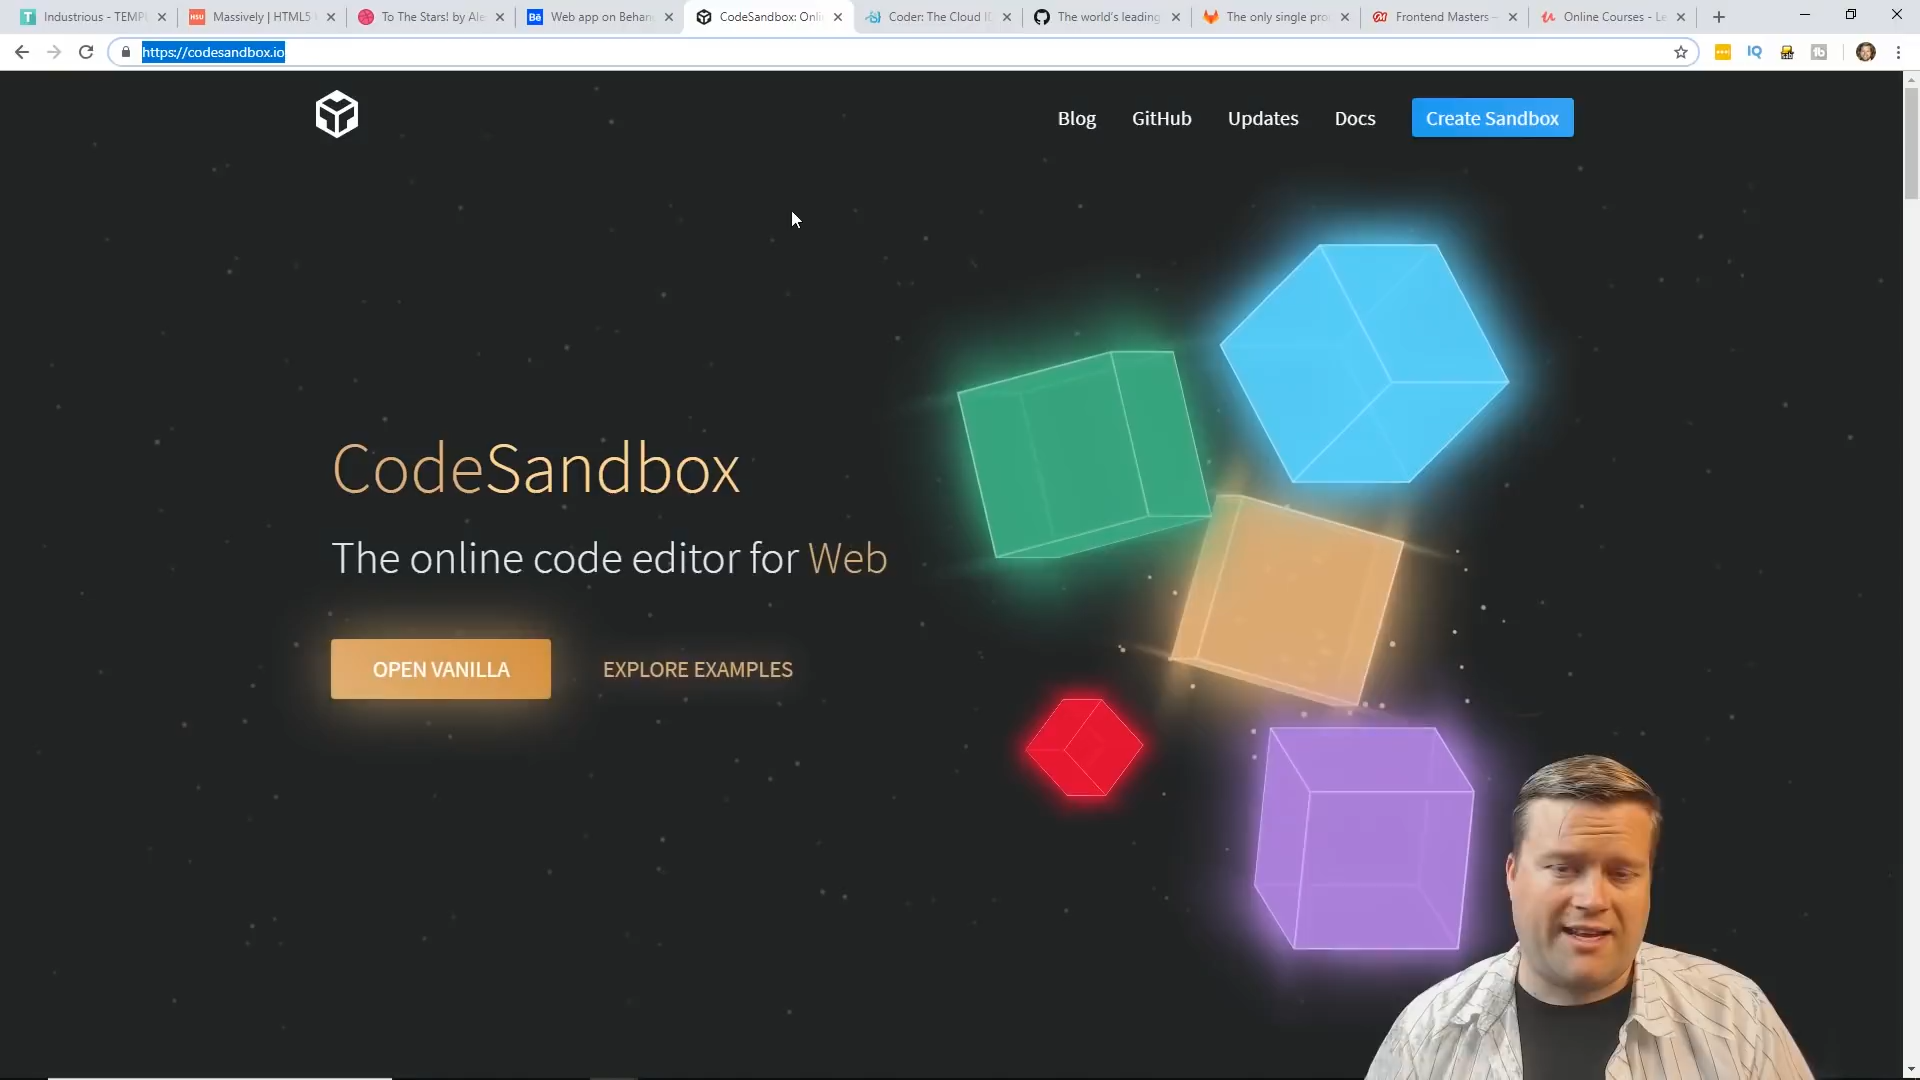 Industrious - TEMP
Massively | HTML5
To The Stars! by Ale
Web app on Behan
CodeSandbox: Onli
Coder: The Cloud ID
The world's leading
The only single pro
Frontend Masters –
Online Courses - Le
https://codesandbox.io
Blog
GitHub
Updates
Docs
Create Sandbox
CodeSandbox
The online code editor for Web
OPEN VANILLA
EXPLORE EXAMPLES